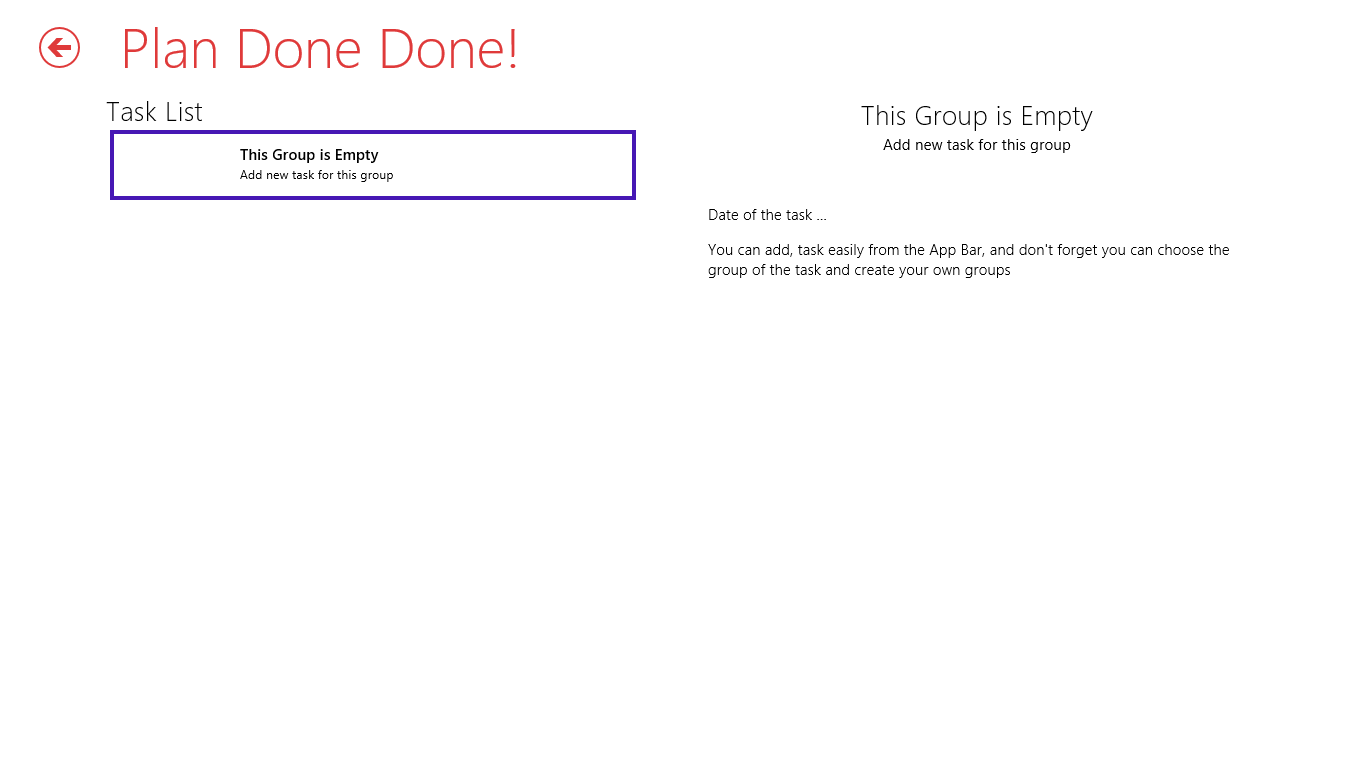 Plan Done Done!
Task List
This Group is Empty
Add new task for this group
This Group is Empty
Add new task for this group
Date of the task ...
You can add, task easily from the App Bar, and don't forget you can choose the
group of the task and create your own groups